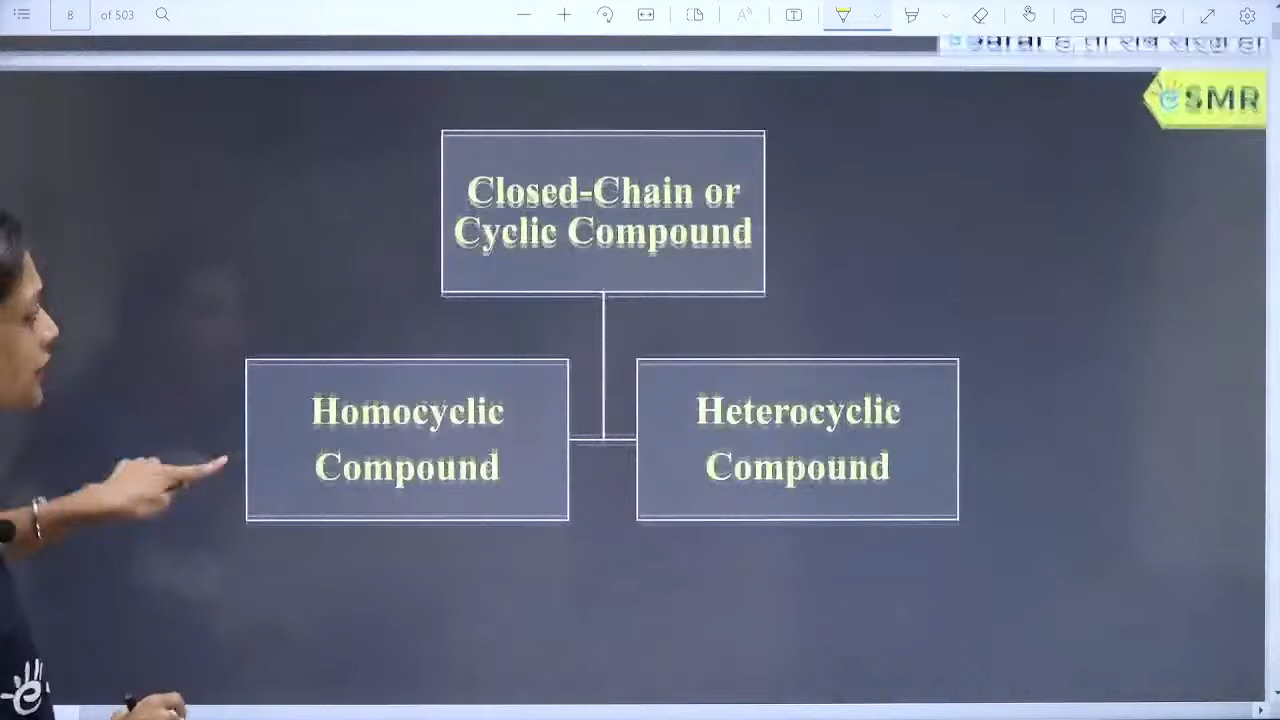 8 of 503
SMR
Closed-Chain or
Cyclic Compound
Homocyclic
Compound
Heterocyclic
Compound